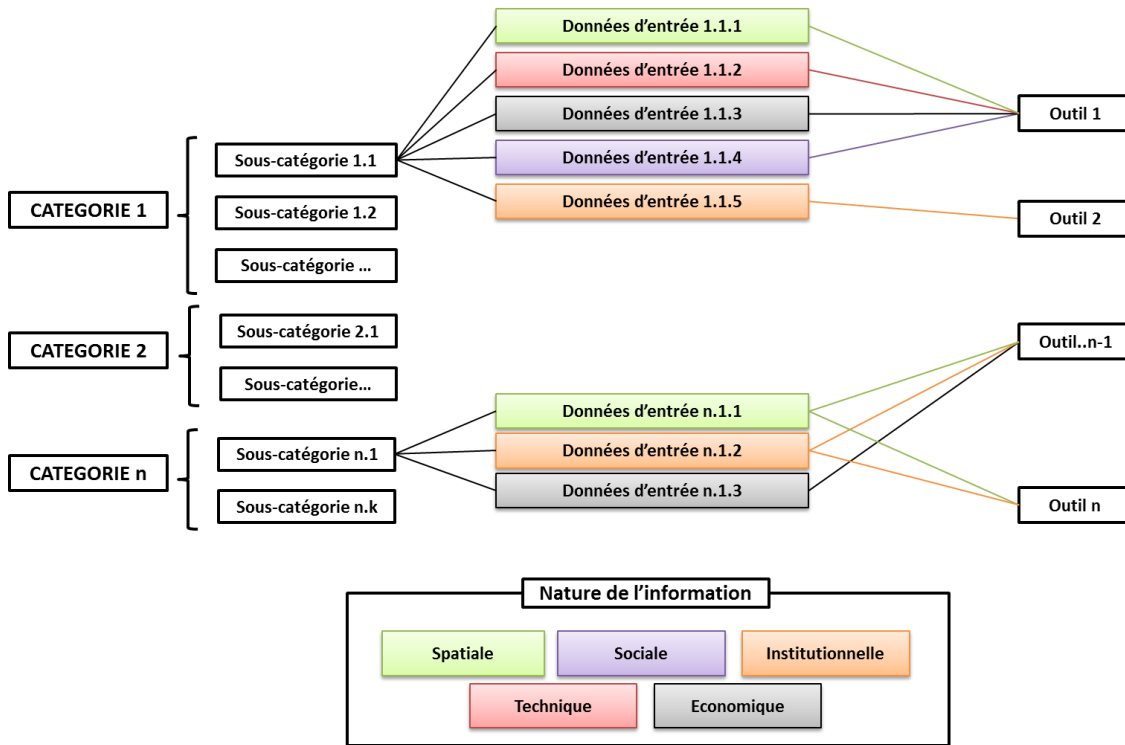 Données d'entrée 1.1.1
Données d'entrée 1.1.2
Données d'entrée 1.1.3
Données d'entrée 1.1.4
Données d'entrée 1.1.5
Outil 1
Outil 2
CATEGORIE 1
Sous-catégorie 1.1
Sous-catégorie 1.2
Sous-catégorie ...
CATEGORIE 2
Sous-catégorie 2.1
Sous-catégorie...
Outil..n-1
CATEGORIE n
Sous-catégorie n.1
Sous-catégorie n.k
Données d'entrée n.1.1
Données d'entrée n.1.2
Données d'entrée n.1.3
Outil n
Nature de l'information
Spatiale
Sociale
Institutionnelle
Technique
Economique